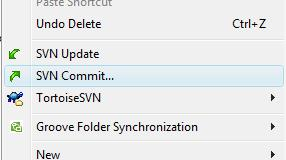 Paste Shortcut
Undo Delete Ctrl+Z
SVN Update
SVN Commit...
TortoiseSVN
Groove Folder Synchronization
New